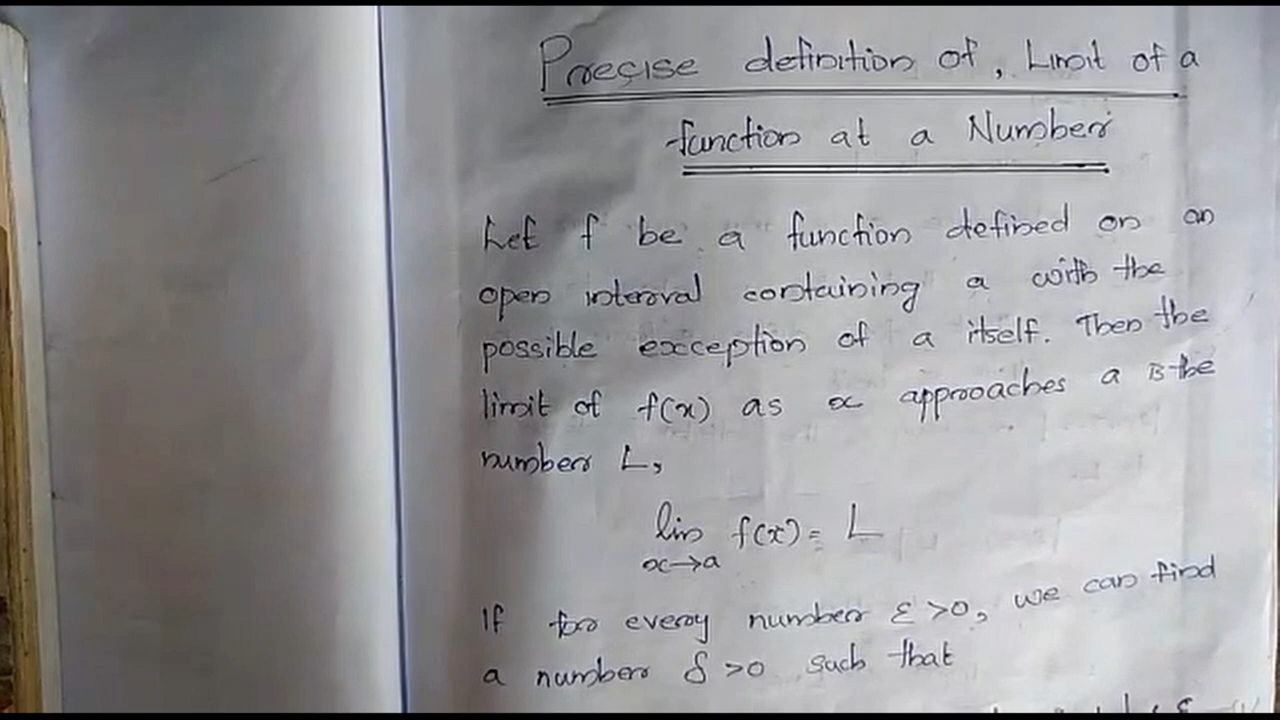 Precise definition of, Limit of a
function at a Number
Let f be a function defined on an
open interval containing a with the
possible exception of a itself. Then the
limit of f(x) as x approaches a is the
number L,
lim f(x) = L
x→a
If for every number ε >0, we can find
a number δ >0 such that